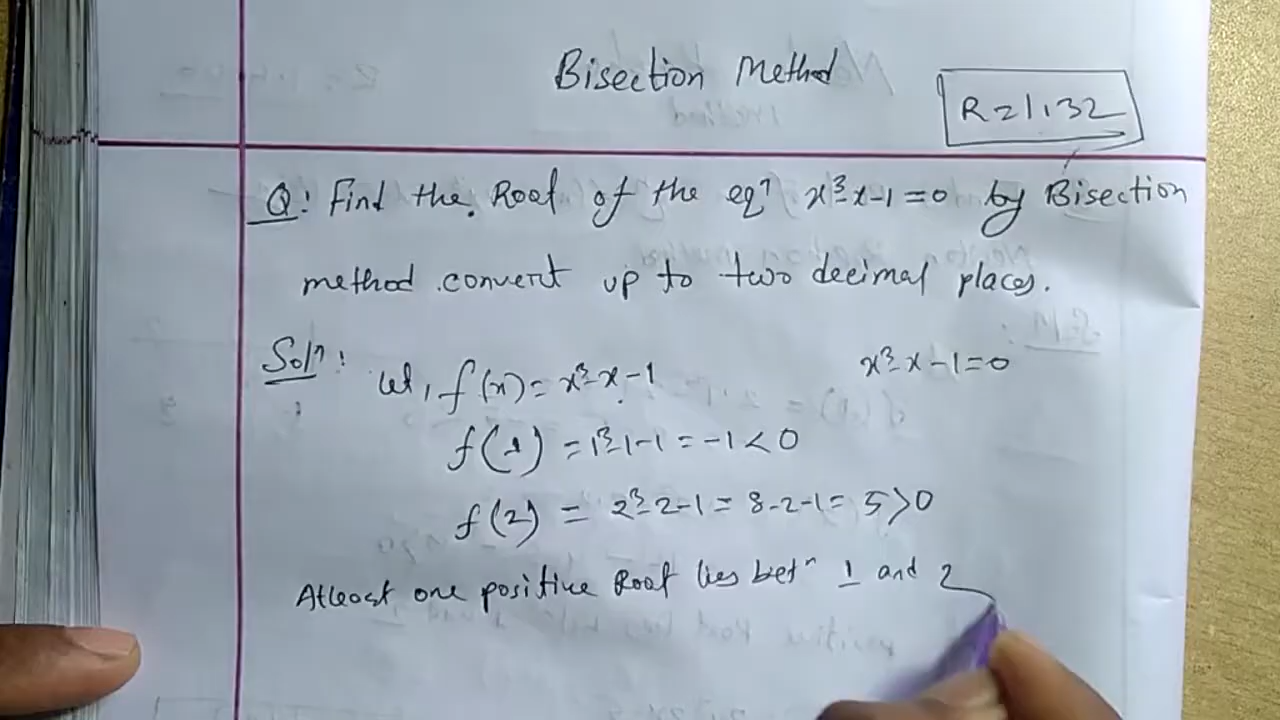 Bisection Method
R=1.32
Q: Find the Root of the eqn x³-x-1=0 by Bisection
method convert up to two decimal places.
Soln: Let, f(x) = x³-x-1
x³-x-1=0
f(1) = 1³-1-1 = -1<0
f(2) = 2³-2-1 = 8-2-1= 5>0
Atleast one positive Root lies betn 1 and 2